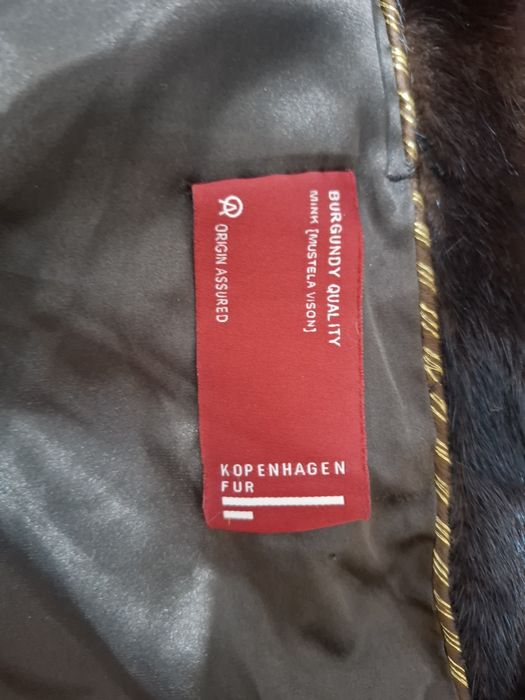 BURGUNDY QUALITY
MINK [MUSTELA VISON]
ORIGIN ASSURED
KOPENHAGEN
FUR